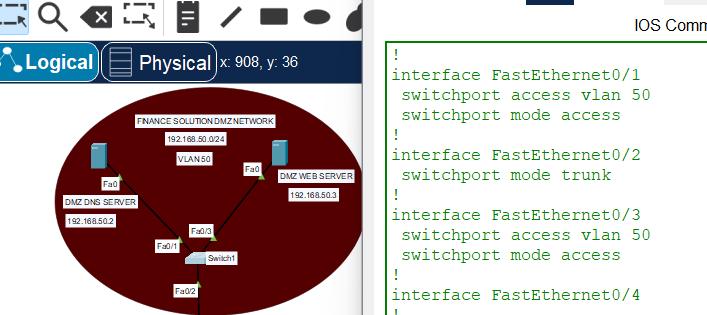 Logical
Physical
x: 908, y: 36
FINANCE SOLUTION DMZ NETWORK
192.168.50.0/24
VLAN 50
Fa0
Fa0
DMZ DNS SERVER
DMZ WEB SERVER
192.168.50.2
192.168.50.3
Fa0/3
Fa0/1
Switch1
Fa0/2
IOS Comm
!
interface FastEthernet0/1
switchport access vlan 50
switchport mode access
!
interface FastEthernet0/2
switchport mode trunk
!
interface FastEthernet0/3
switchport access vlan 50
switchport mode access
!
interface FastEthernet0/4
!